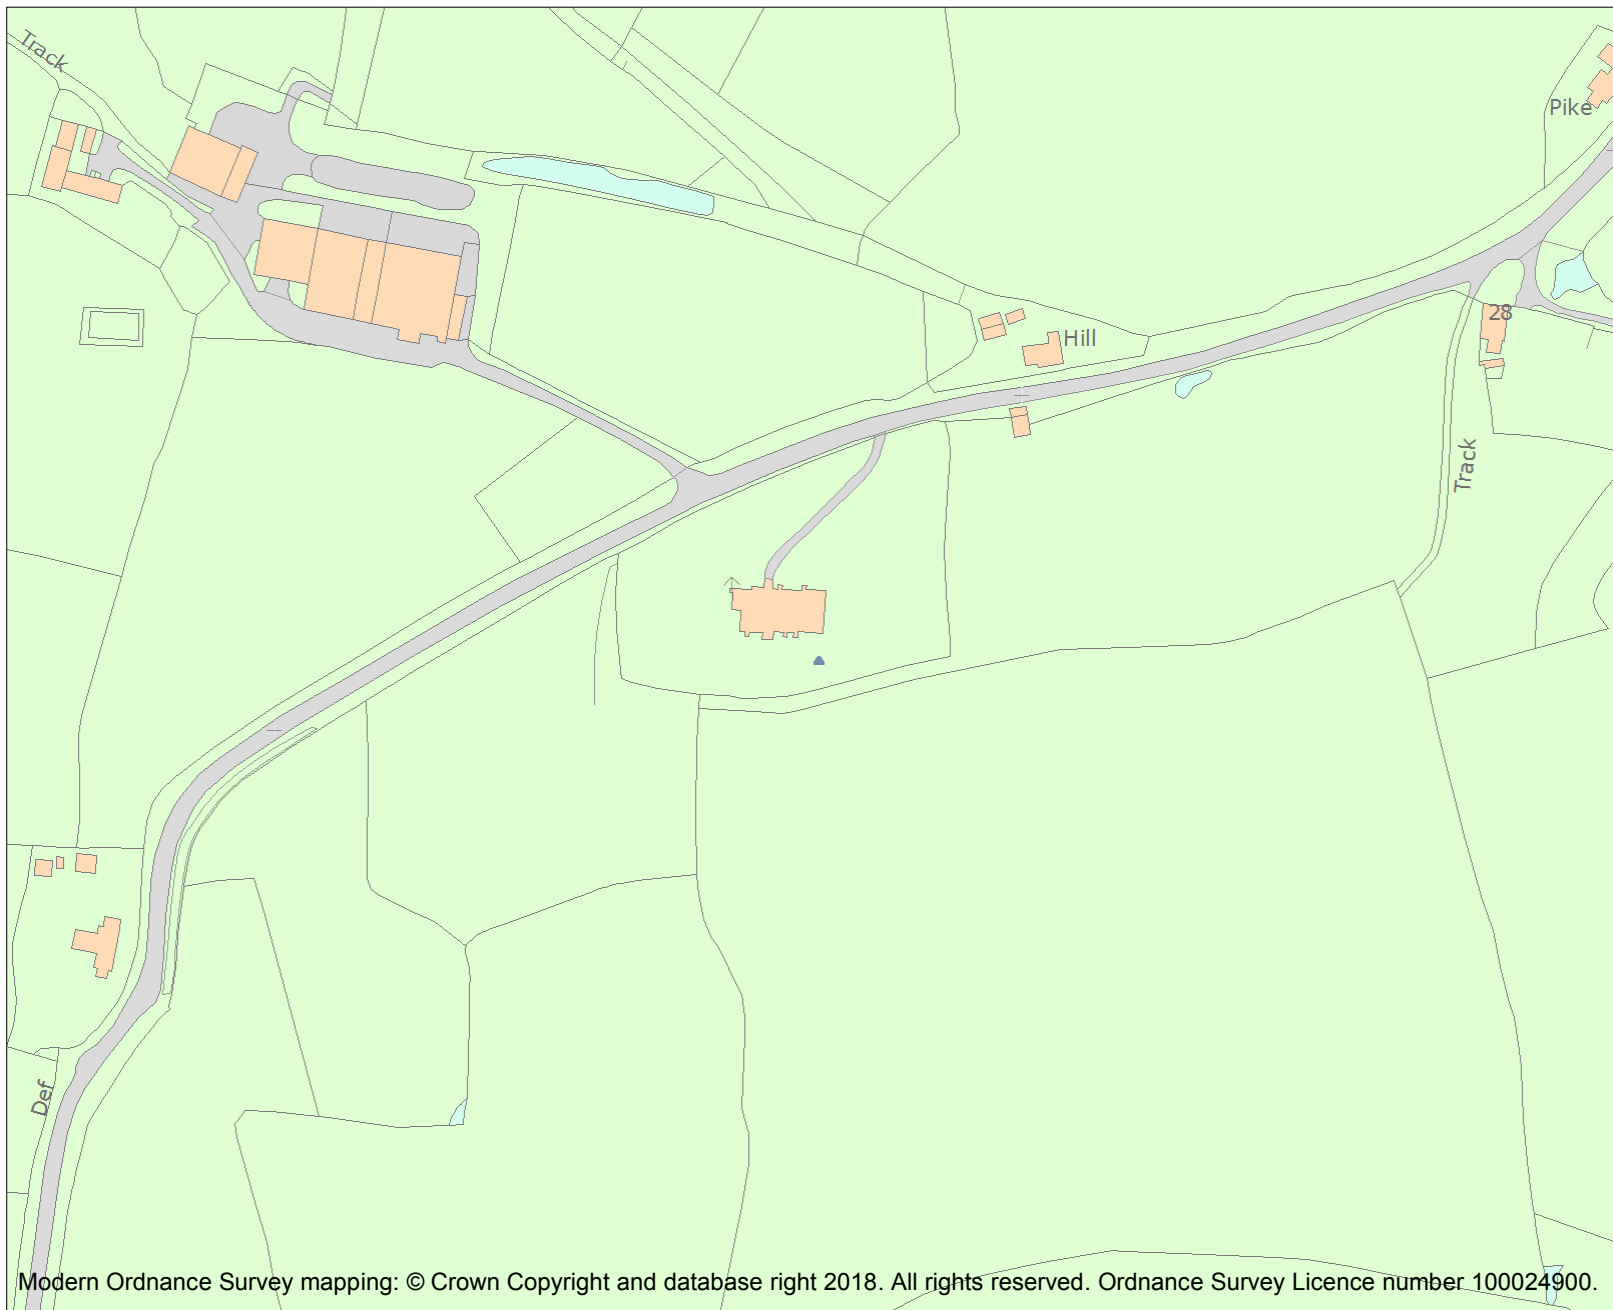 Track
Pike
28
Hill
Track
Def
Modern Ordnance Survey mapping: © Crown Copyright and database right 2018. All rights reserved. Ordnance Survey Licence number 100024900.